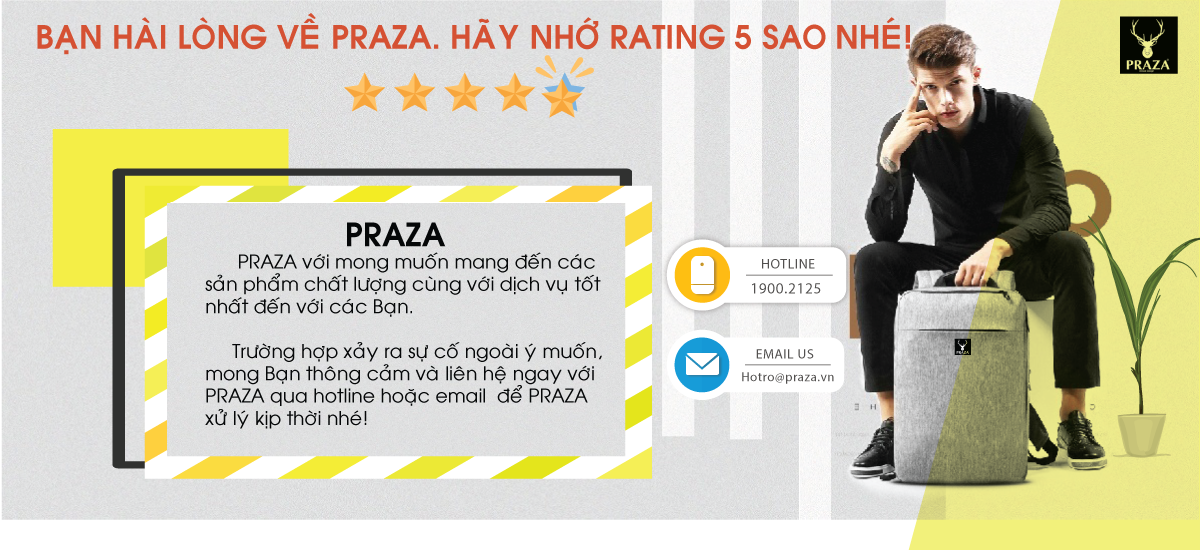 BẠN HÀI LÒNG VỀ PRAZA. HÃY NHỚ RATING 5 SAO NHÉ!
PRAZA
PRAZA
PRAZA với mong muốn mang đến các
sản phẩm chất lượng cùng với dịch vụ tốt
nhất đến với các Bạn.
Trường hợp xảy ra sự cố ngoài ý muốn,
mong Bạn thông cảm và liên hệ ngay với
PRAZA qua hotline hoặc email để PRAZA
xử lý kịp thời nhé!
HOTLINE
1900.2125
EMAIL US
Hotro@praza.vn
PRAZA